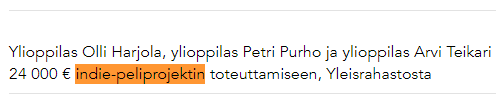 Ylioppilas Olli Harjola, ylioppilas Petri Purho ja ylioppilas Arvi Teikari
24 000 € indie-peliprojektin toteuttamiseen, Yleisrahastosta